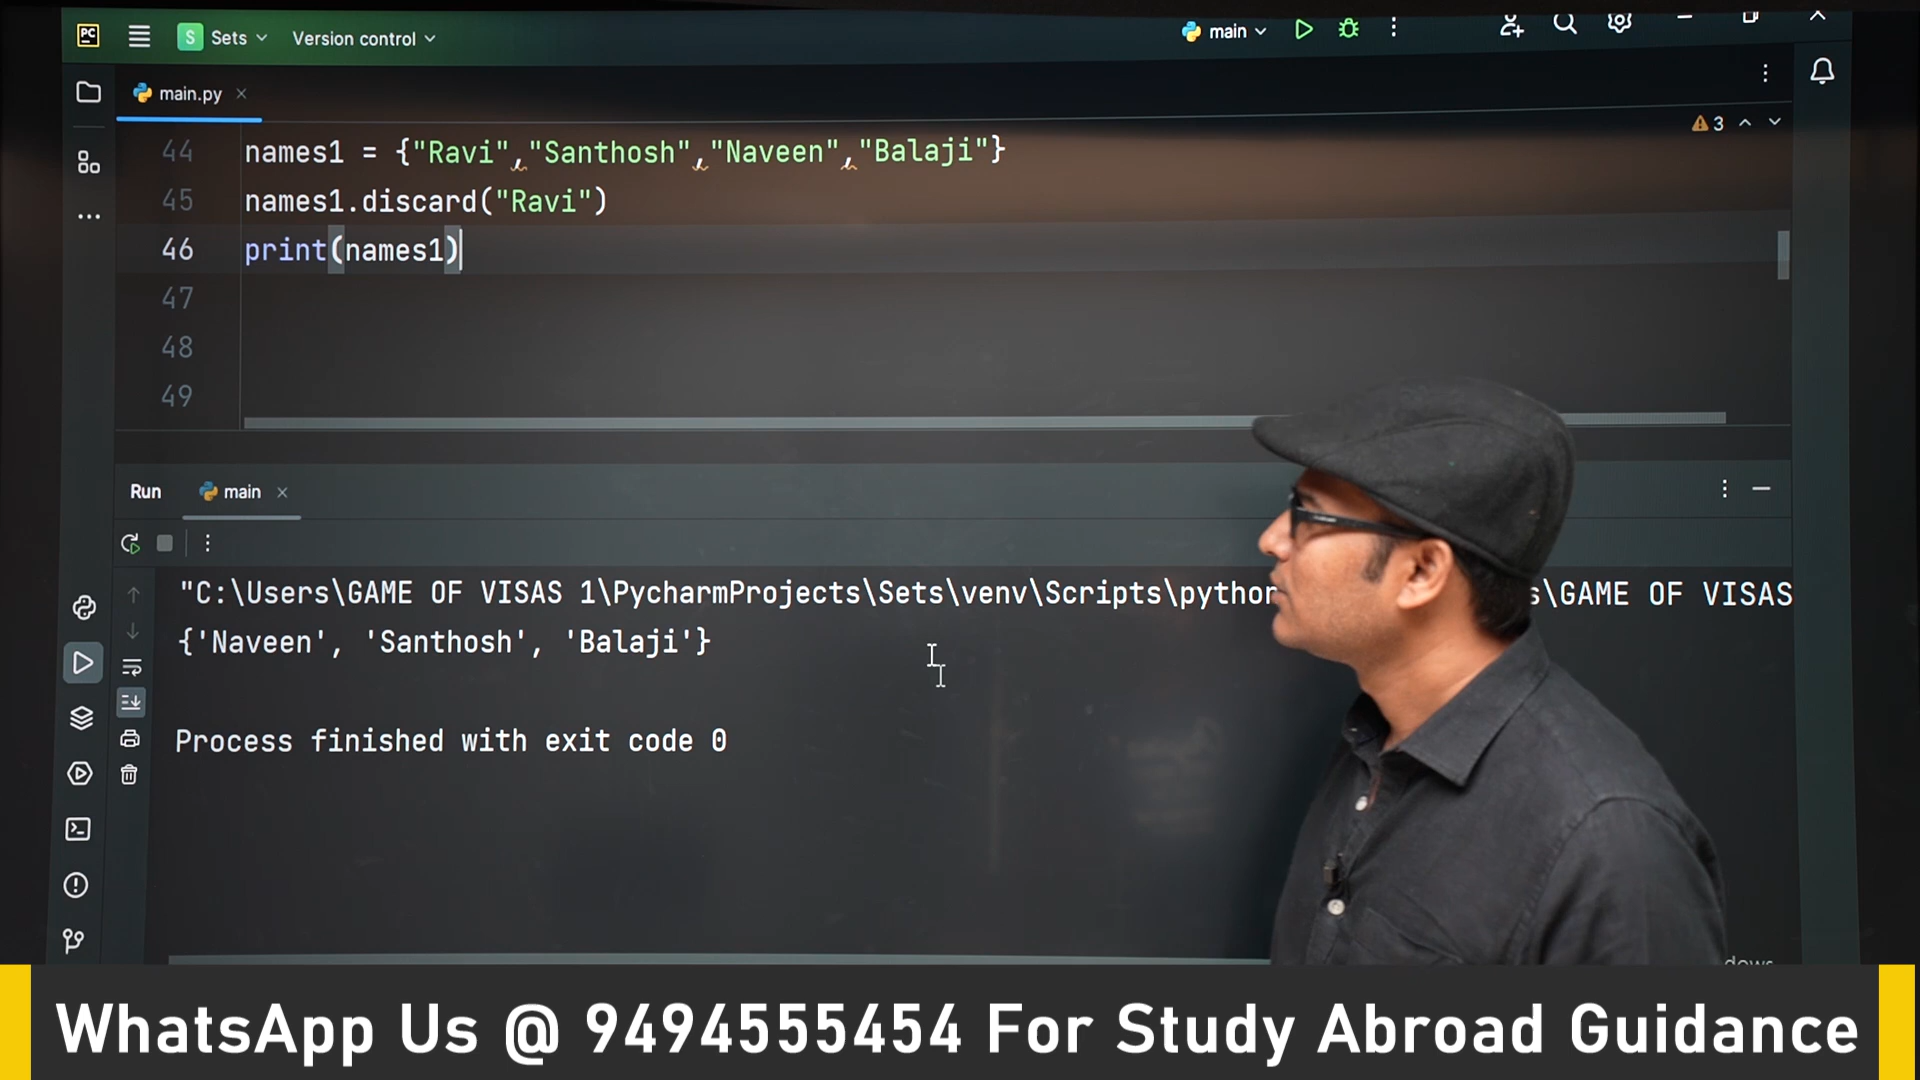 PC S Sets Version control main
main.py
3
44 names1 = {"Ravi","Santhosh","Naveen","Balaji"}
45 names1.discard("Ravi")
46 print(names1)
47
48
49
Run main
"C:\Users\GAME OF VISAS 1\PycharmProjects\Sets\venv\Scripts\python s\GAME OF VISAS
{'Naveen', 'Santhosh', 'Balaji'}
Process finished with exit code 0
WhatsApp Us @ 9494555454 For Study Abroad Guidance